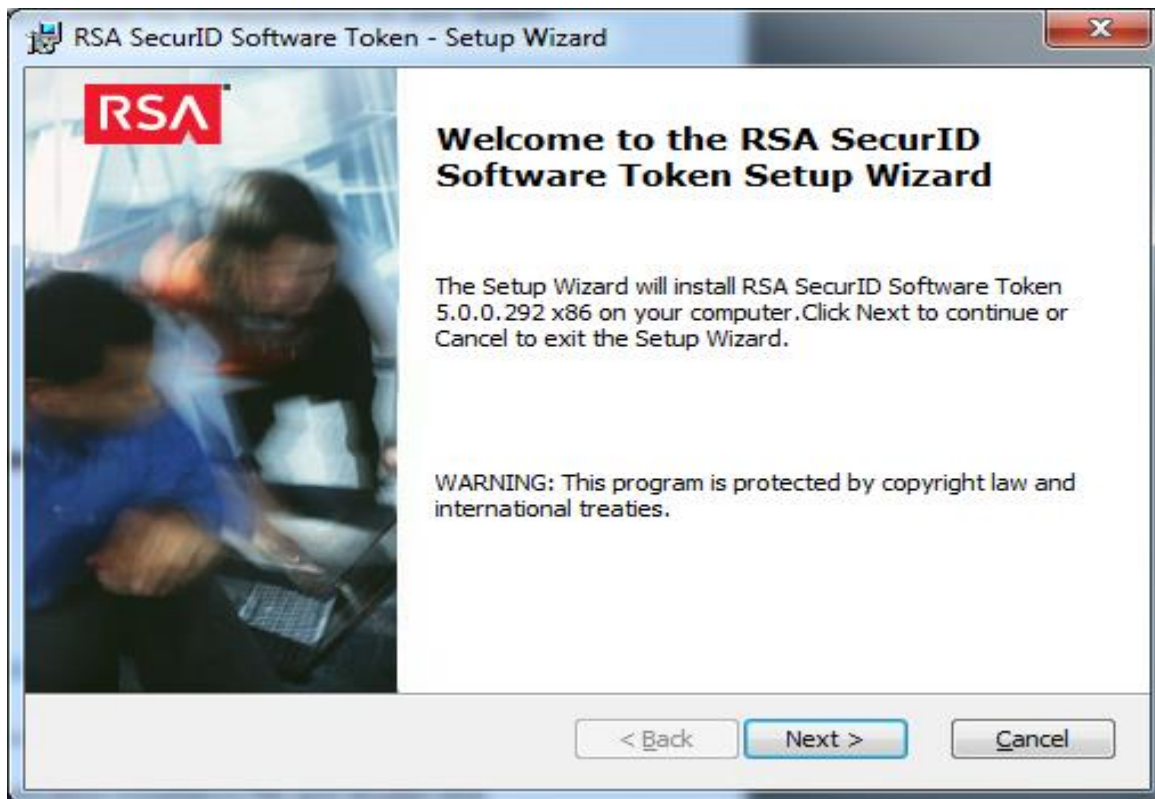 RSA SecurID Software Token - Setup Wizard
RSA
Welcome to the RSA SecurID
Software Token Setup Wizard
The Setup Wizard will install RSA SecurID Software Token
5.0.0.292 x86 on your computer.Click Next to continue or
Cancel to exit the Setup Wizard.
WARNING: This program is protected by copyright law and
international treaties.
< Back
Next >
Cancel